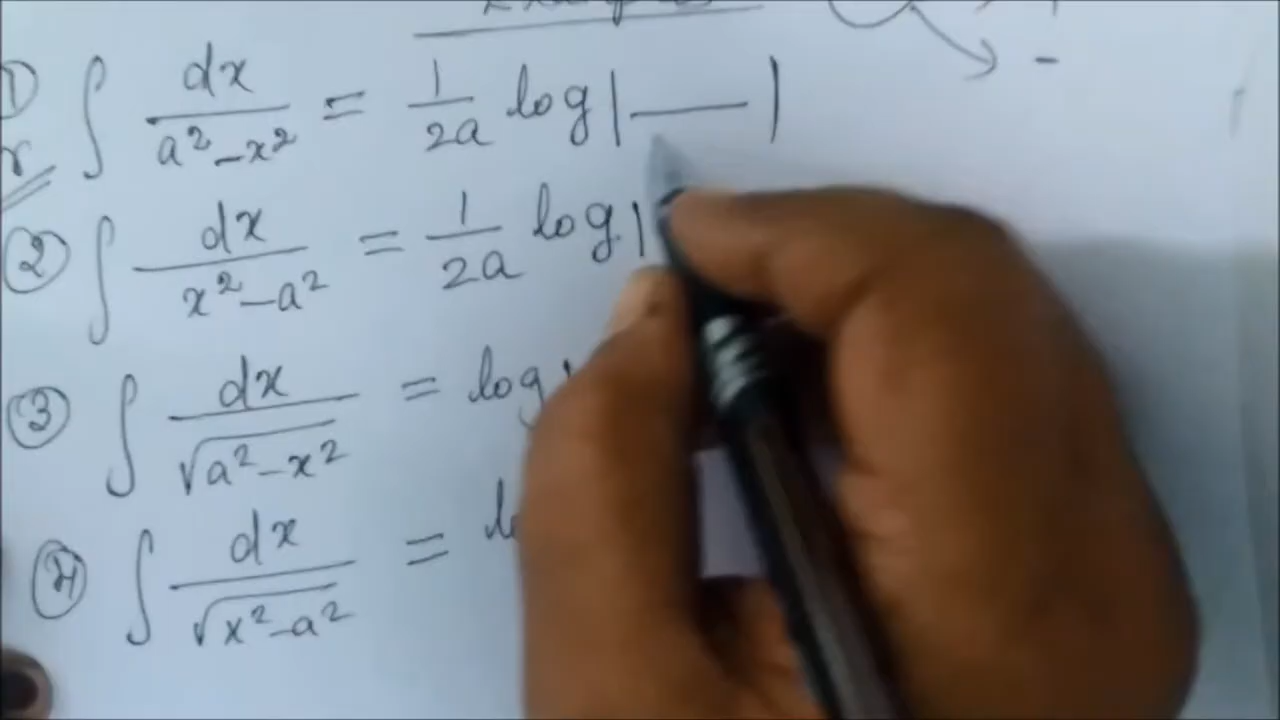 ① ∫ dx / a² - x² = 1/2a log | — |
② ∫ dx / x² - a² = 1/2a log |
③ ∫ dx / √a² - x² = log |
④ ∫ dx / √x² - a² =